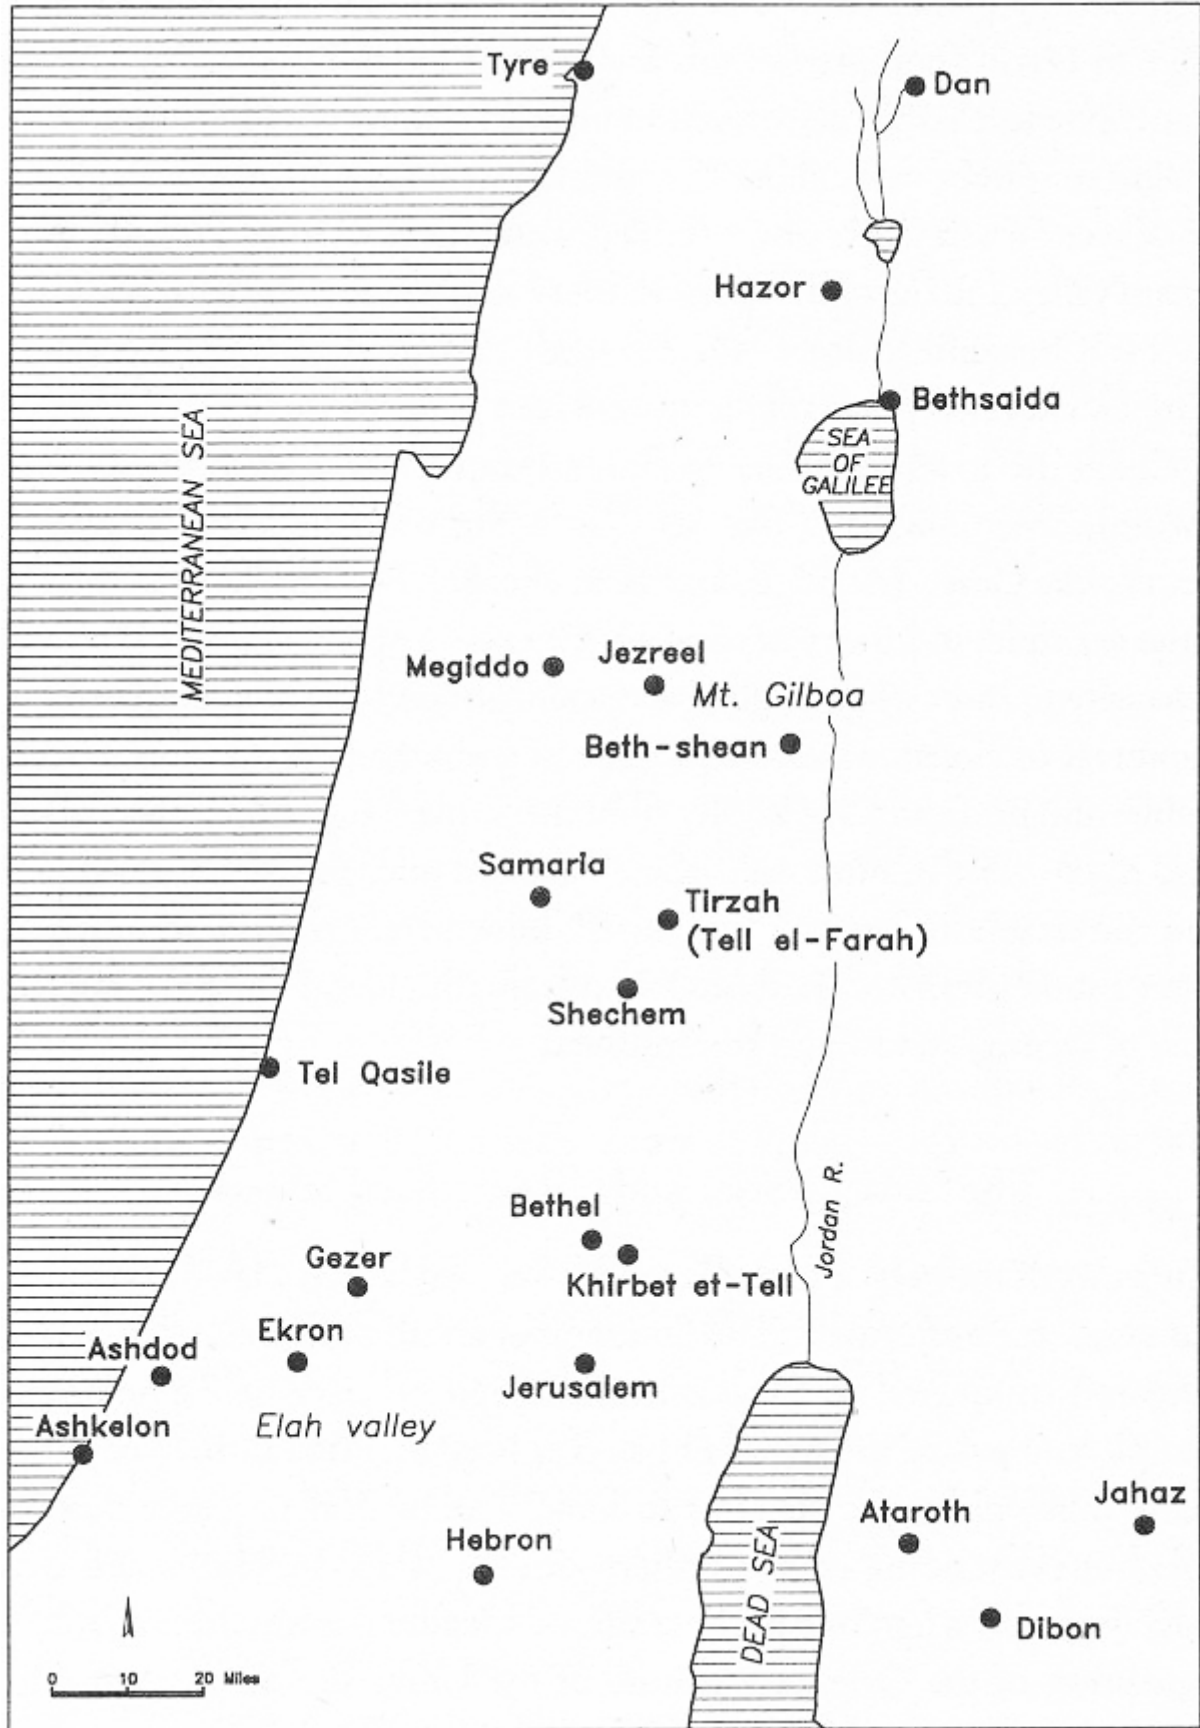 Tyre
Dan
Hazor
Bethsaida
SEA
OF
GALILEE
MEDITERRANEAN SEA
Megiddo
Jezreel
Mt. Gilboa
Beth-shean
Samaria
Tirzah
(Tell el-Farah)
Shechem
Tel Qasile
Jordan R.
Bethel
Gezer
Khirbet et-Tell
Ekron
Ashdod
Jerusalem
Ashkelon
Elah valley
Jahaz
Ataroth
Hebron
DEAD SEA
Dibon
0 10 20 Miles